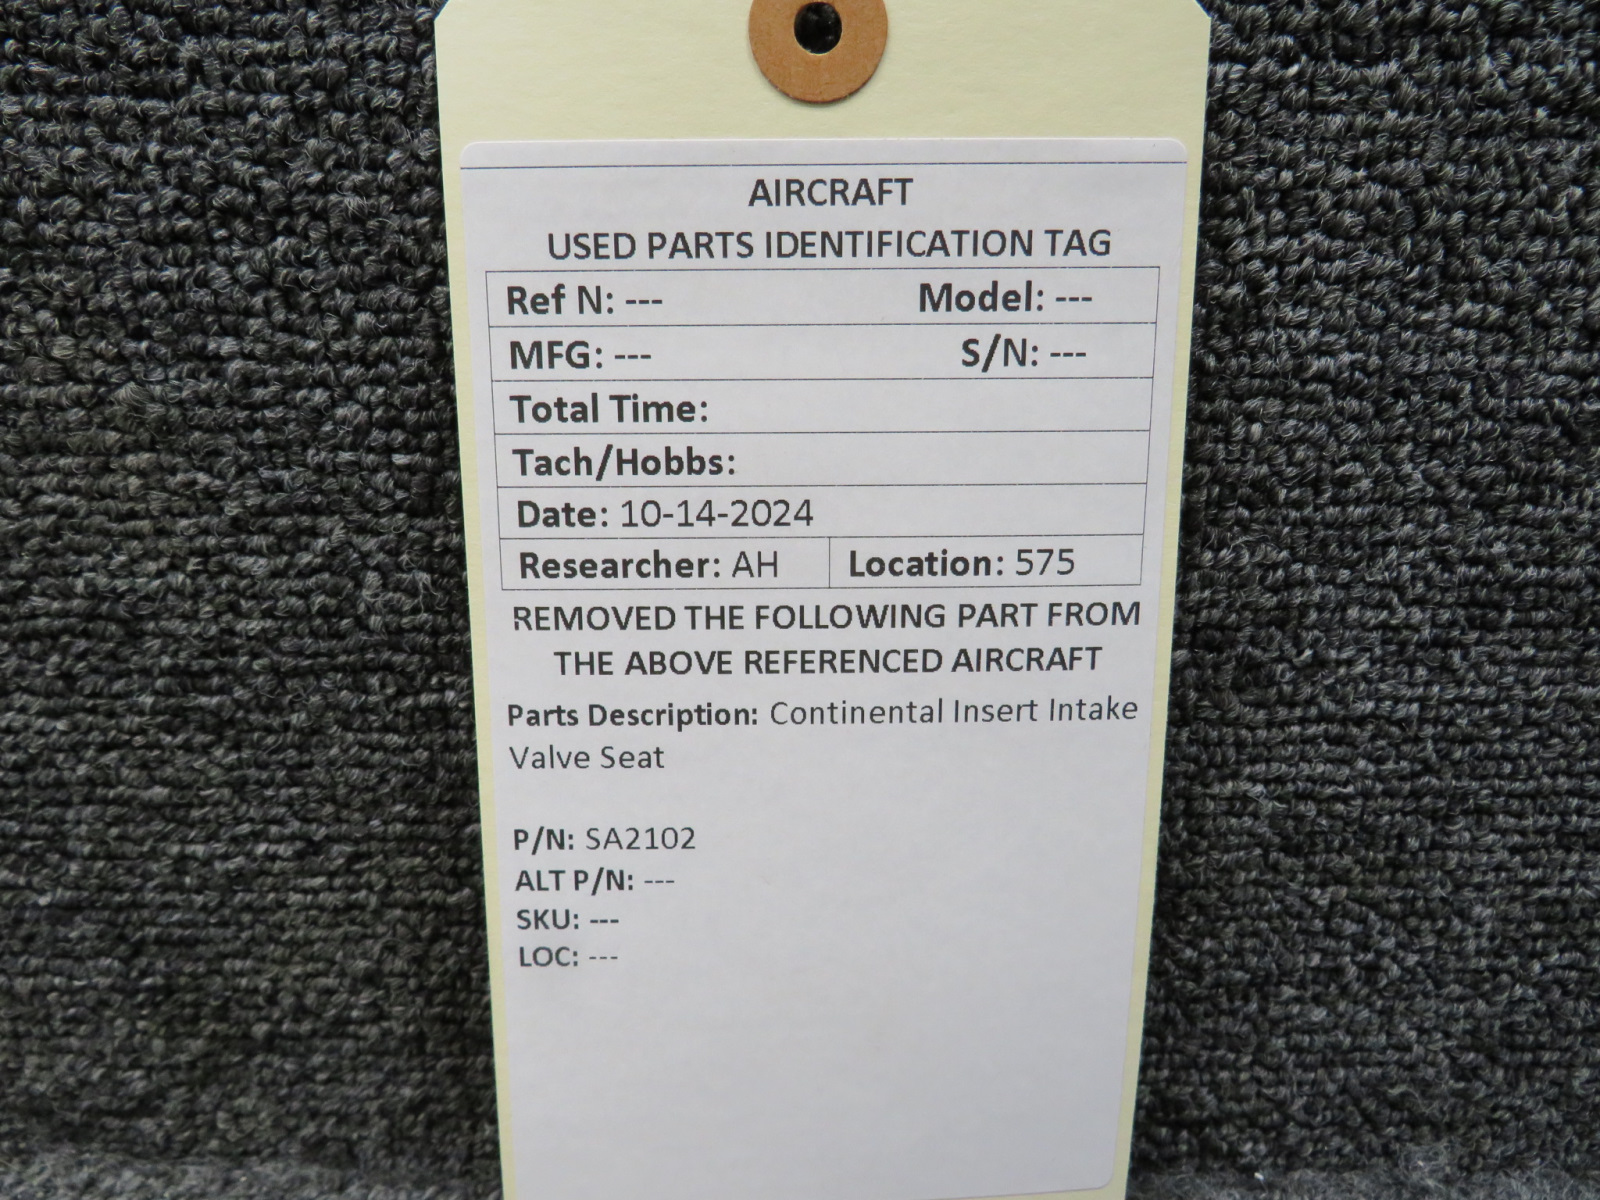 AIRCRAFT
USED PARTS IDENTIFICATION TAG
Ref N: --- Model: ---
MFG: --- S/N: ---
Total Time:
Tach/Hobbs:
Date: 10-14-2024
Researcher: AH Location: 575
REMOVED THE FOLLOWING PART FROM
THE ABOVE REFERENCED AIRCRAFT
Parts Description: Continental Insert Intake
Valve Seat
P/N: SA2102
ALT P/N: ---
SKU: ---
LOC: ---